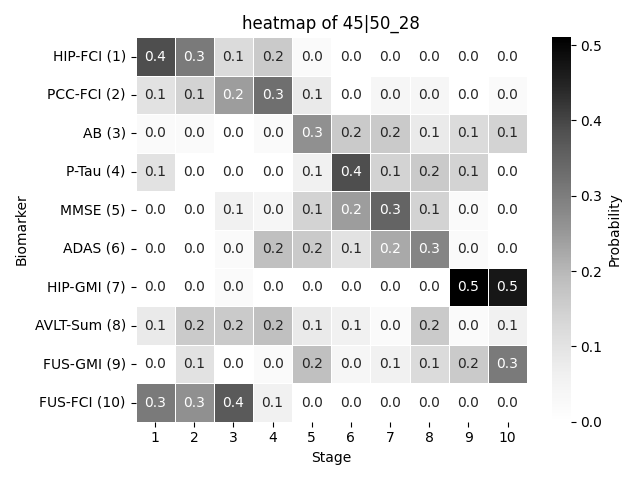 heatmap of 45|50_28
HIP-FCI (1) 0.4 0.3 0.1 0.2 0.0 0.0 0.0 0.0 0.0 0.0
PCC-FCI (2) 0.1 0.1 0.2 0.3 0.1 0.0 0.0 0.0 0.0 0.0
AB (3) 0.0 0.0 0.0 0.0 0.3 0.2 0.2 0.1 0.1 0.1
P-Tau (4) 0.1 0.0 0.0 0.0 0.1 0.4 0.1 0.2 0.1 0.0
MMSE (5) 0.0 0.0 0.1 0.0 0.1 0.2 0.3 0.1 0.0 0.0
ADAS (6) 0.0 0.0 0.0 0.2 0.2 0.1 0.2 0.3 0.0 0.0
HIP-GMI (7) 0.0 0.0 0.0 0.0 0.0 0.0 0.0 0.0 0.5 0.5
AVLT-Sum (8) 0.1 0.2 0.2 0.2 0.1 0.1 0.0 0.2 0.0 0.1
FUS-GMI (9) 0.0 0.1 0.0 0.0 0.2 0.0 0.1 0.1 0.2 0.3
FUS-FCI (10) 0.3 0.3 0.4 0.1 0.0 0.0 0.0 0.0 0.0 0.0
1 2 3 4 5 6 7 8 9 10
Stage
Biomarker
0.5
0.4
0.3
0.2
0.1
0.0
Probability